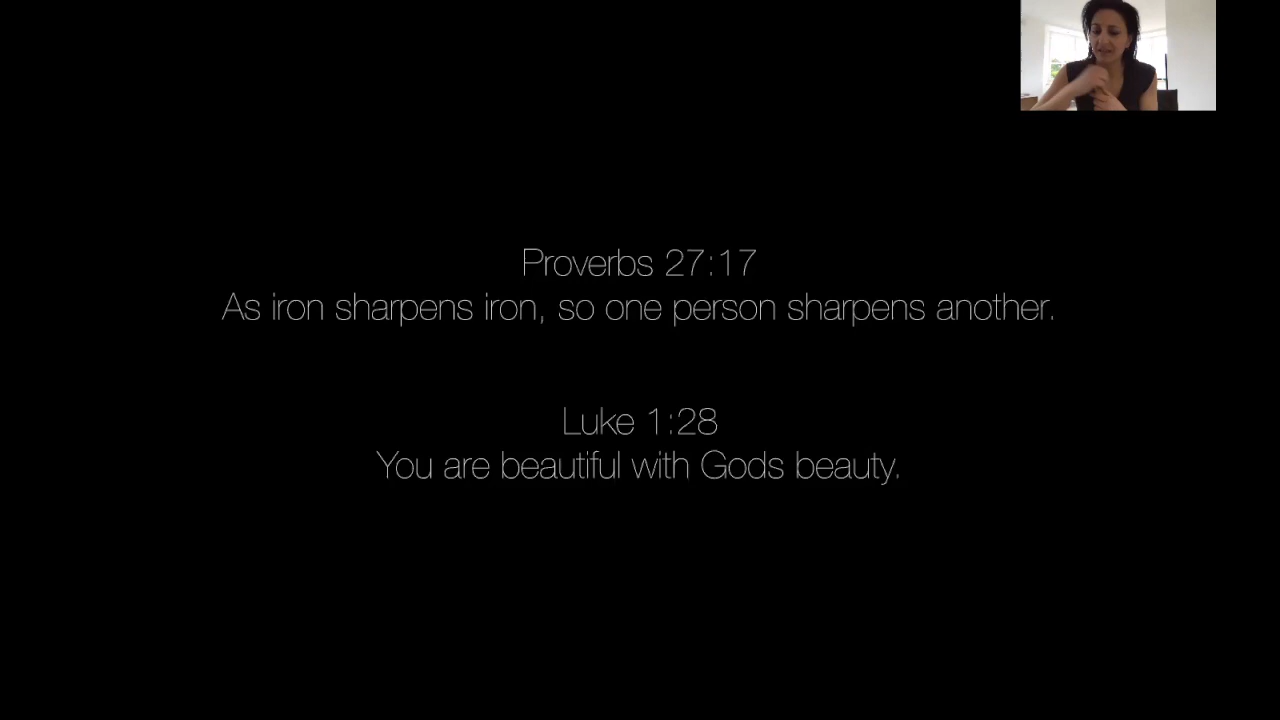 Proverbs 27:17
As iron sharpens iron, so one person sharpens another.
Luke 1:28
You are beautiful with Gods beauty.